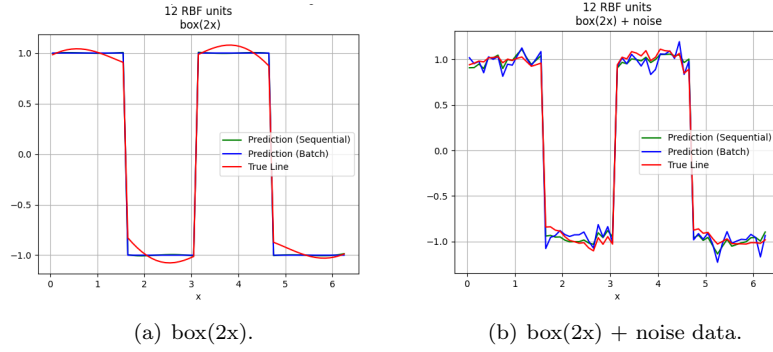 12 RBF units
box(2x)
1.0
0.5
0.0
−0.5
−1.0
Prediction (Sequential)
Prediction (Batch)
True Line
0 1 2 3 4 5 6
x
(a) box(2x).
12 RBF units
box(2x) + noise
1.0
0.5
0.0
−0.5
−1.0
Prediction (Sequential)
Prediction (Batch)
True Line
0 1 2 3 4 5 6
x
(b) box(2x) + noise data.